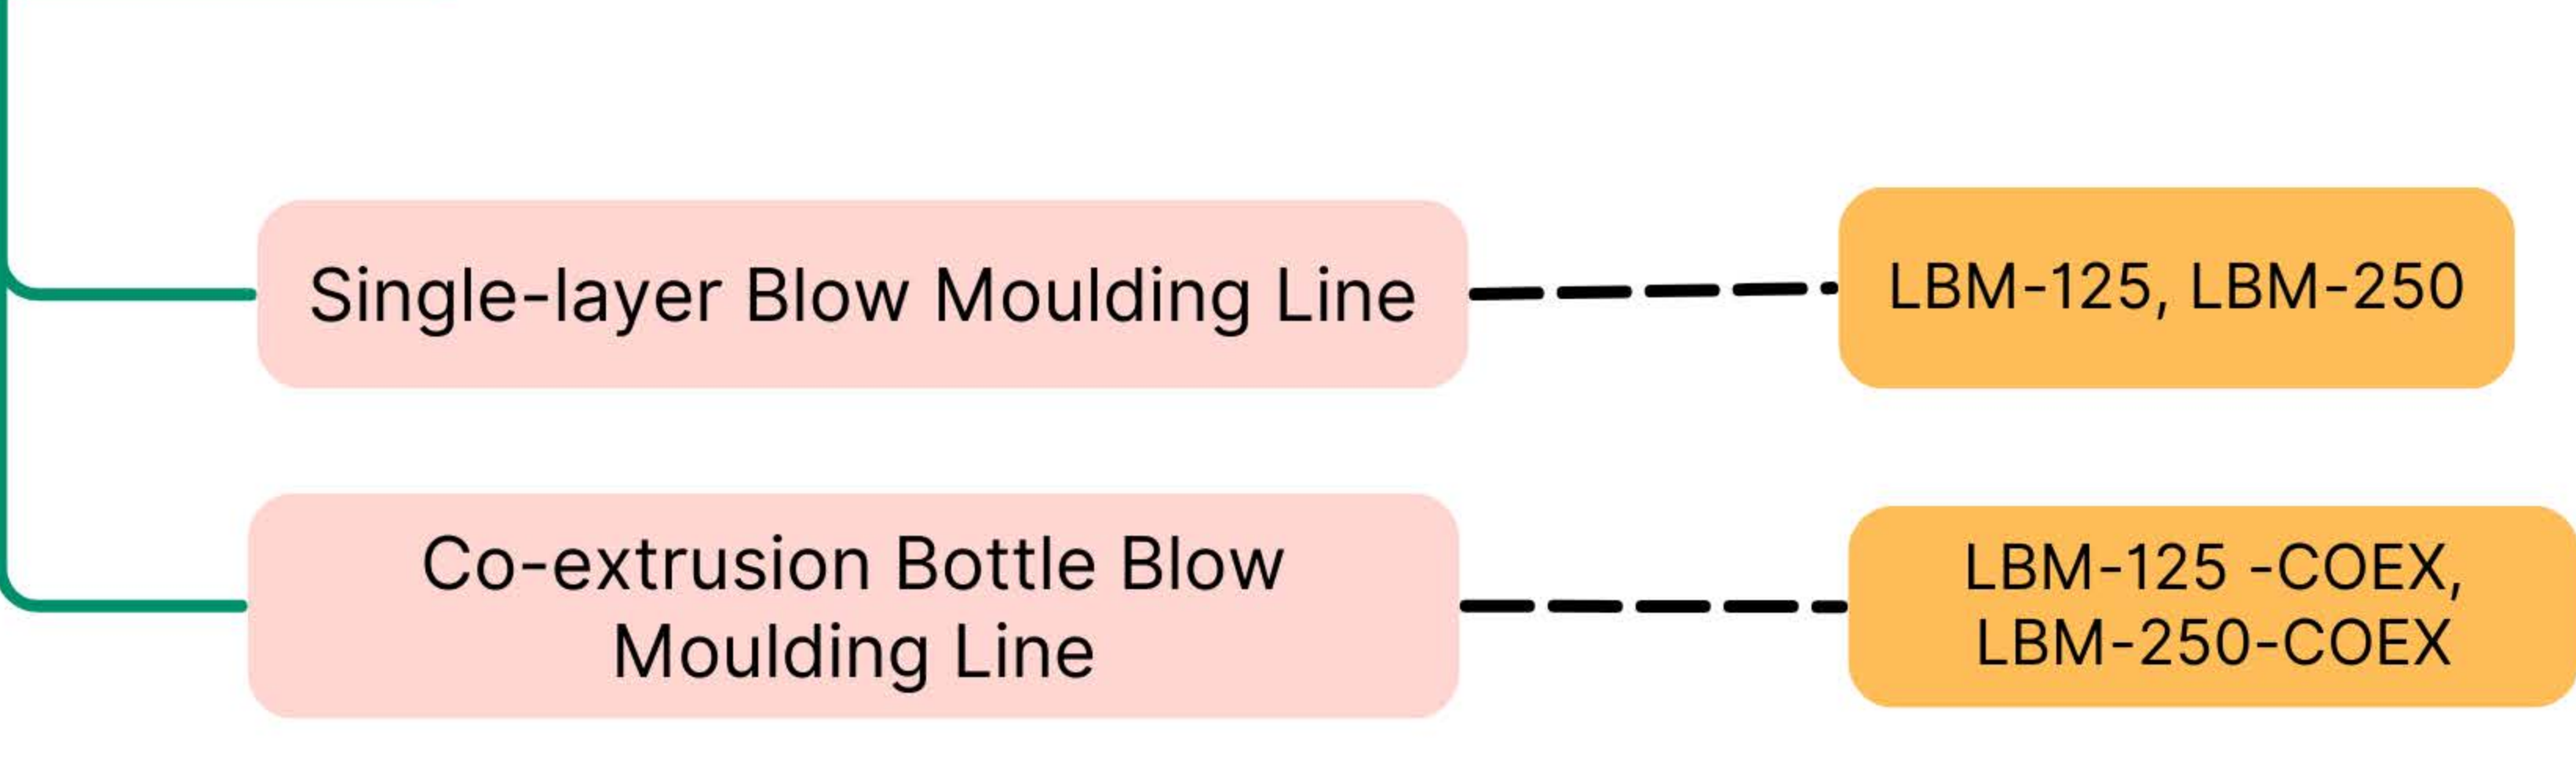 Single-layer Blow Moulding Line
LBM-125, LBM-250
Co-extrusion Bottle Blow
Moulding Line
LBM-125 -COEX,
LBM-250-COEX